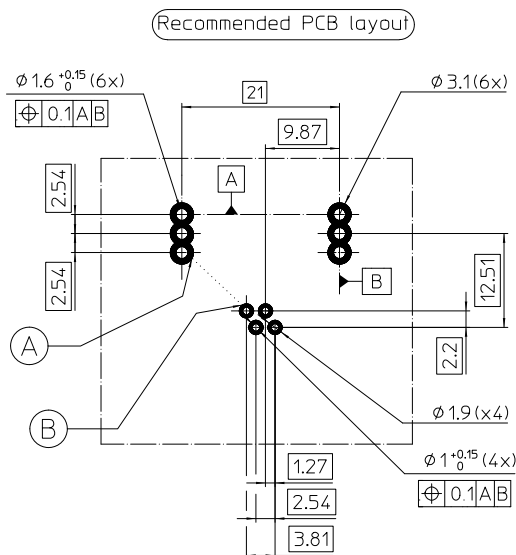 Recommended PCB layout
⌀1.6 +0.15 0 (6x)
⌖ 0.1 A B
21
⌀3.1(6x)
9.87
2.54
A
2.54
B
12.51
2.2
A
B
⌀1.9 (x4)
1.27
⌀1 +0.15 0 (4x)
⌖ 0.1 A B
2.54
3.81